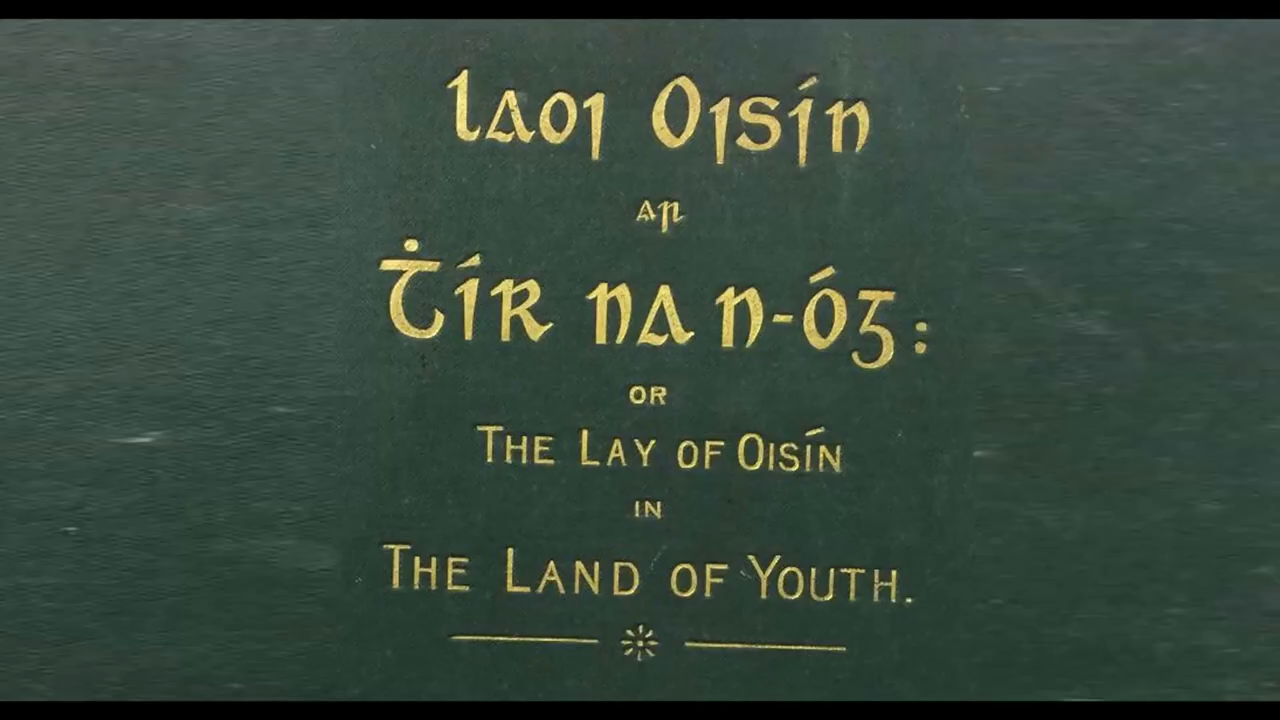 Laoi Oisín
ar
Ṫír na n-Óg:
or
The Lay of Oisín
in
The Land of Youth.